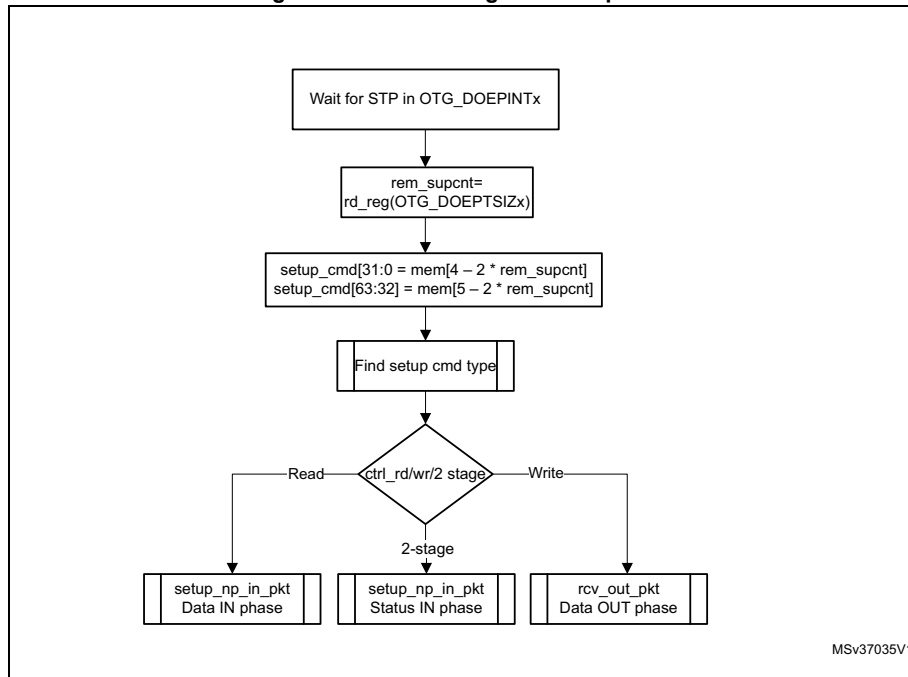 Wait for STP in OTG_DOEPINTx
rem_supcnt=
rd_reg(OTG_DOEPTSIZx)
setup_cmd[31:0 = mem[4 – 2 * rem_supcnt]
setup_cmd[63:32] = mem[5 – 2 * rem_supcnt]
Find setup cmd type
ctrl_rd/wr/2 stage
Read
Write
2-stage
setup_np_in_pkt
Data IN phase
setup_np_in_pkt
Status IN phase
rcv_out_pkt
Data OUT phase